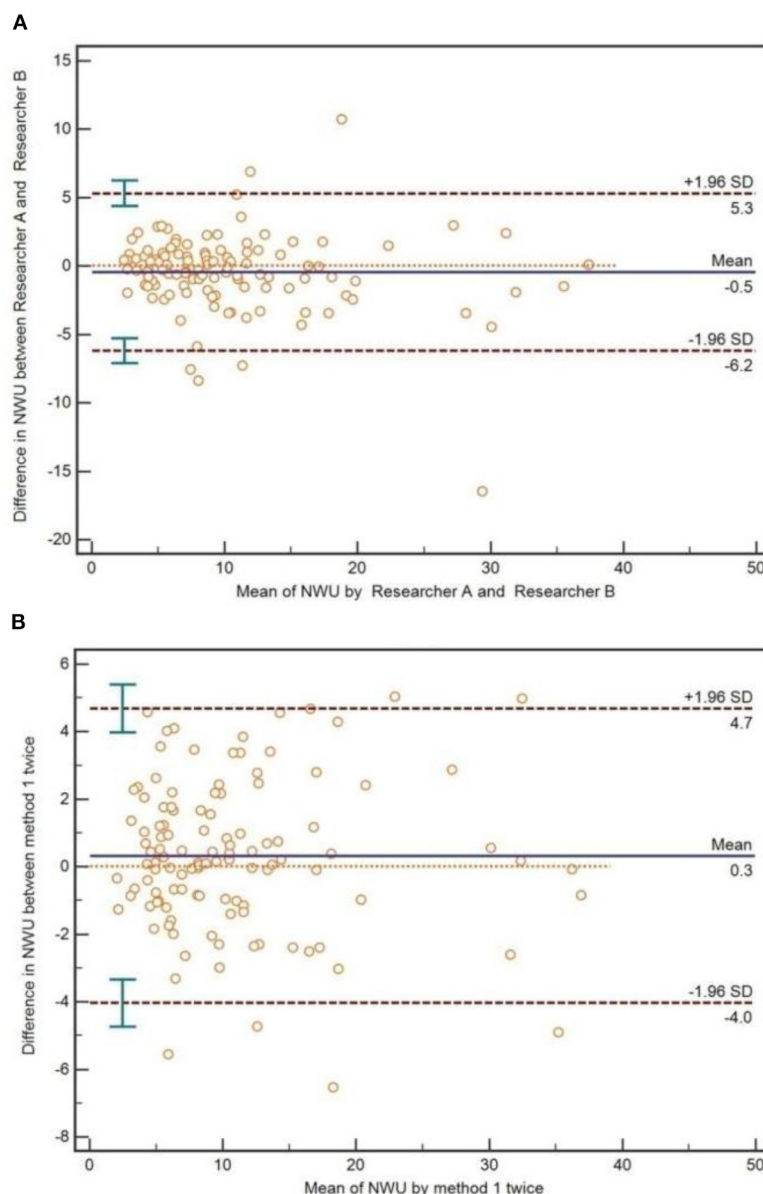 A
Difference in NWU between Researcher A and Researcher B
15
10
5
0
-5
-10
-15
-20
+1.96 SD
5.3
Mean
-0.5
-1.96 SD
-6.2
0
10
20
30
40
50
Mean of NWU by Researcher A and Researcher B
B
Difference in NWU between method 1 twice
6
4
2
0
-2
-4
-6
-8
+1.96 SD
4.7
Mean
0.3
-1.96 SD
-4.0
0
10
20
30
40
50
Mean of NWU by method 1 twice